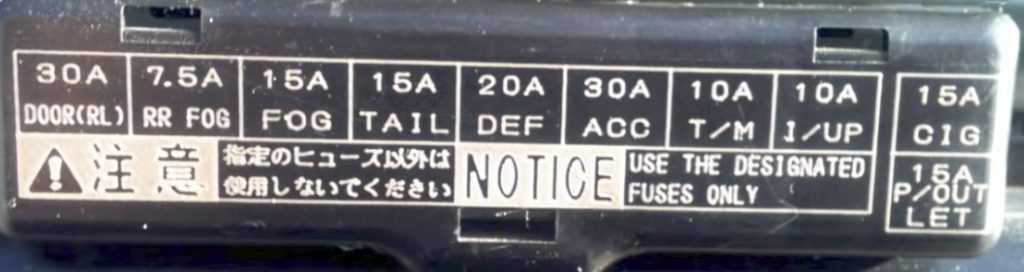 30A 7.5A 15A 15A 20A 30A 10A 10A 15A
DOOR(RL) RR FOG FOG TAIL DEF ACC T/M I/UP CIG
注意 指定のヒューズ以外は
使用しないでください
NOTICE USE THE DESIGNATED
FUSES ONLY
15A
P/OUT
LET